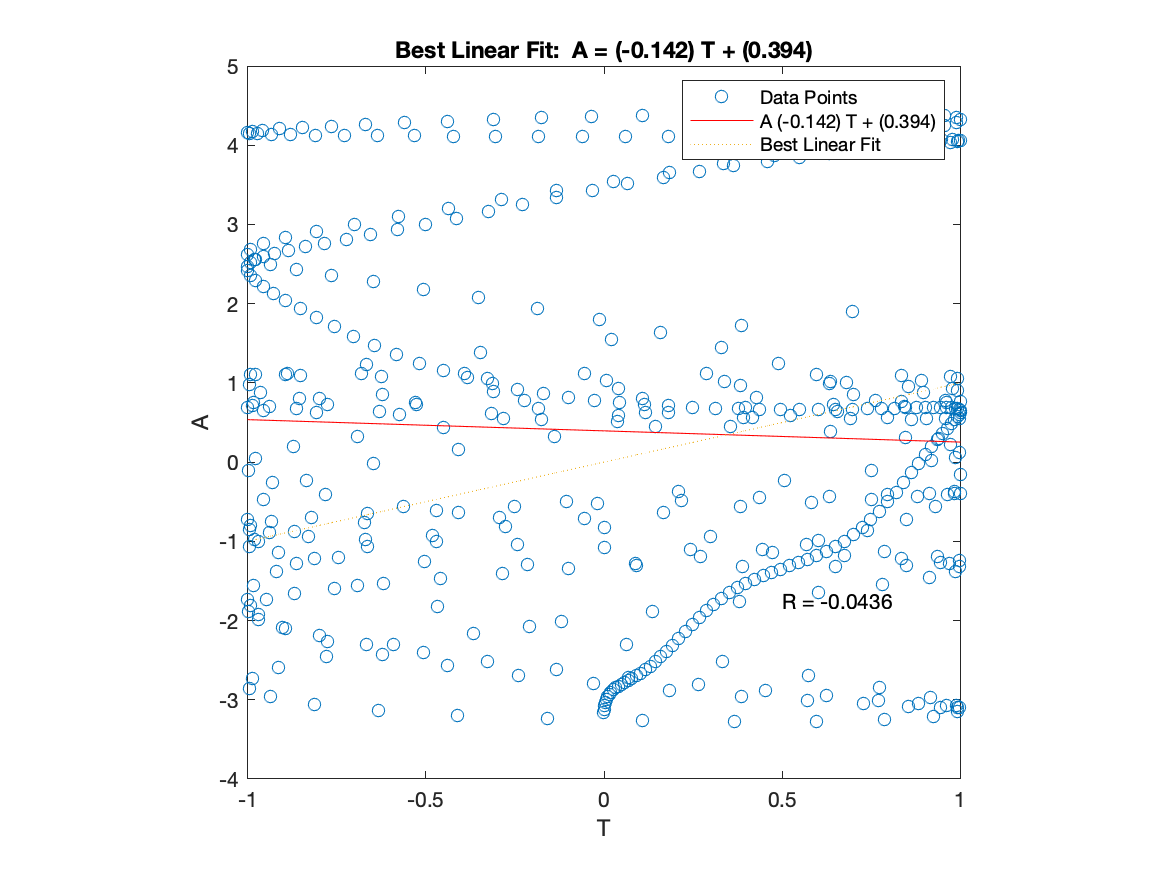 Best Linear Fit:  A = (-0.142) T + (0.394)
Data Points
A (-0.142) T + (0.394)
Best Linear Fit
5
4
3
2
1
0
-1
-2
-3
-4
A
R = -0.0436
-1 -0.5 0 0.5 1
T